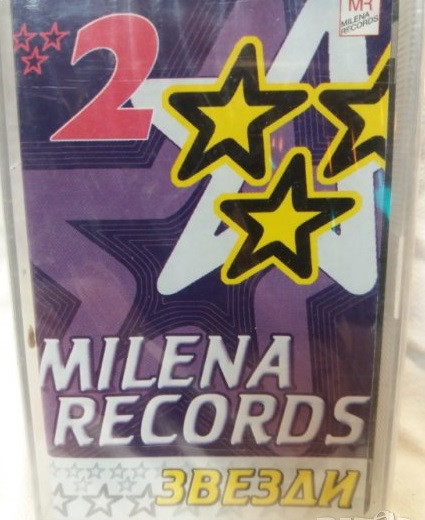 MR
MILENA
RECORDS
2
MILENA
RECORDS
ЗВЕЗДИ